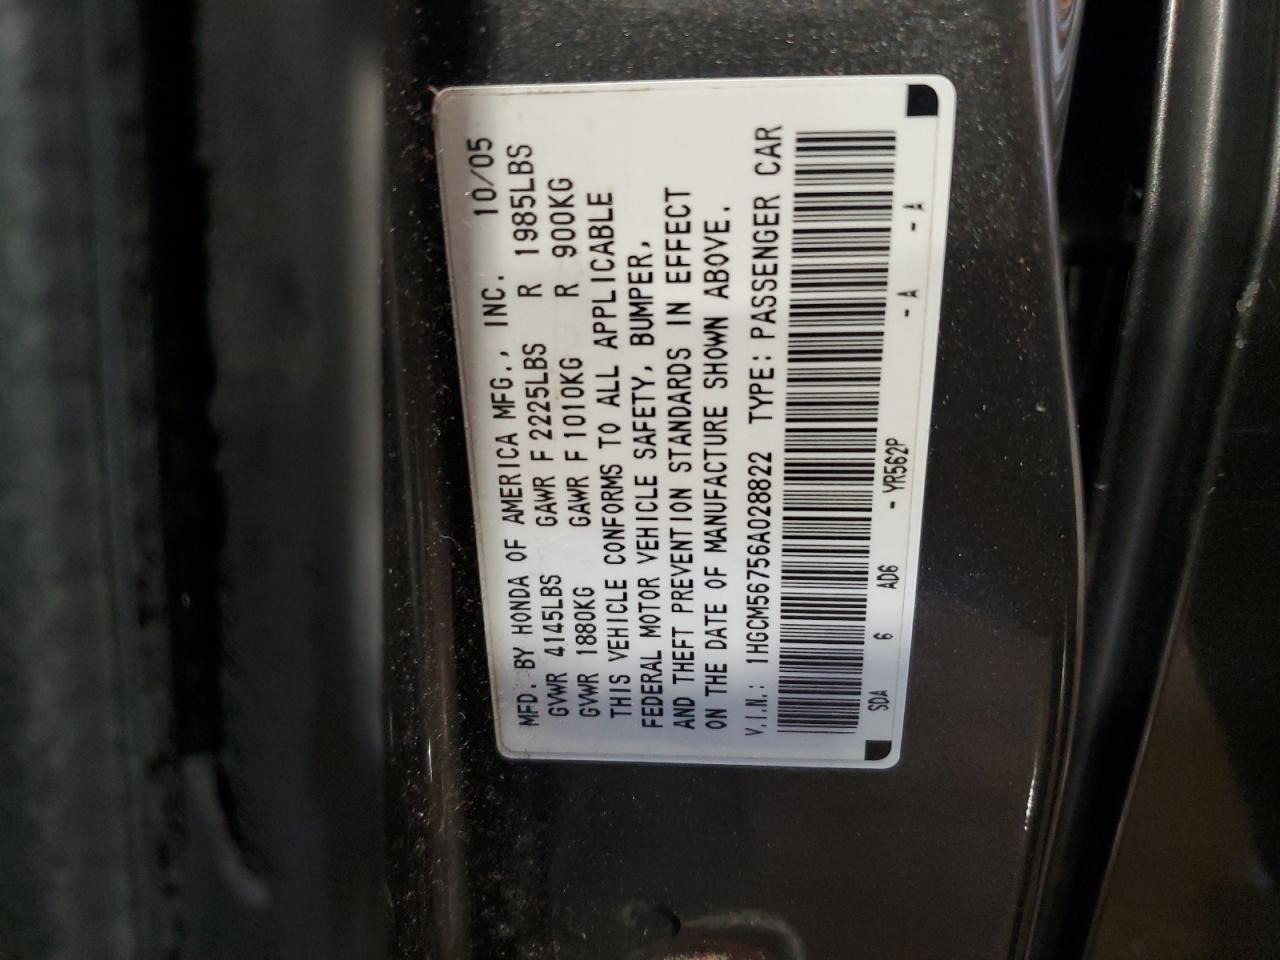 MFD. BY HONDA OF AMERICA MFG., INC. 10/05
GVWR 4145LBS GAWR F 2225LBS R 1985LBS
GVWR 1880KG GAWR F 1010KG R 900KG
THIS VEHICLE CONFORMS TO ALL APPLICABLE
FEDERAL MOTOR VEHICLE SAFETY, BUMPER,
AND THEFT PREVENTION STANDARDS IN EFFECT
ON THE DATE OF MANUFACTURE SHOWN ABOVE.
V.I.N.: 1HGCM56756A028822 TYPE: PASSENGER CAR
SDA 6 AD6 - YR562P - A - A